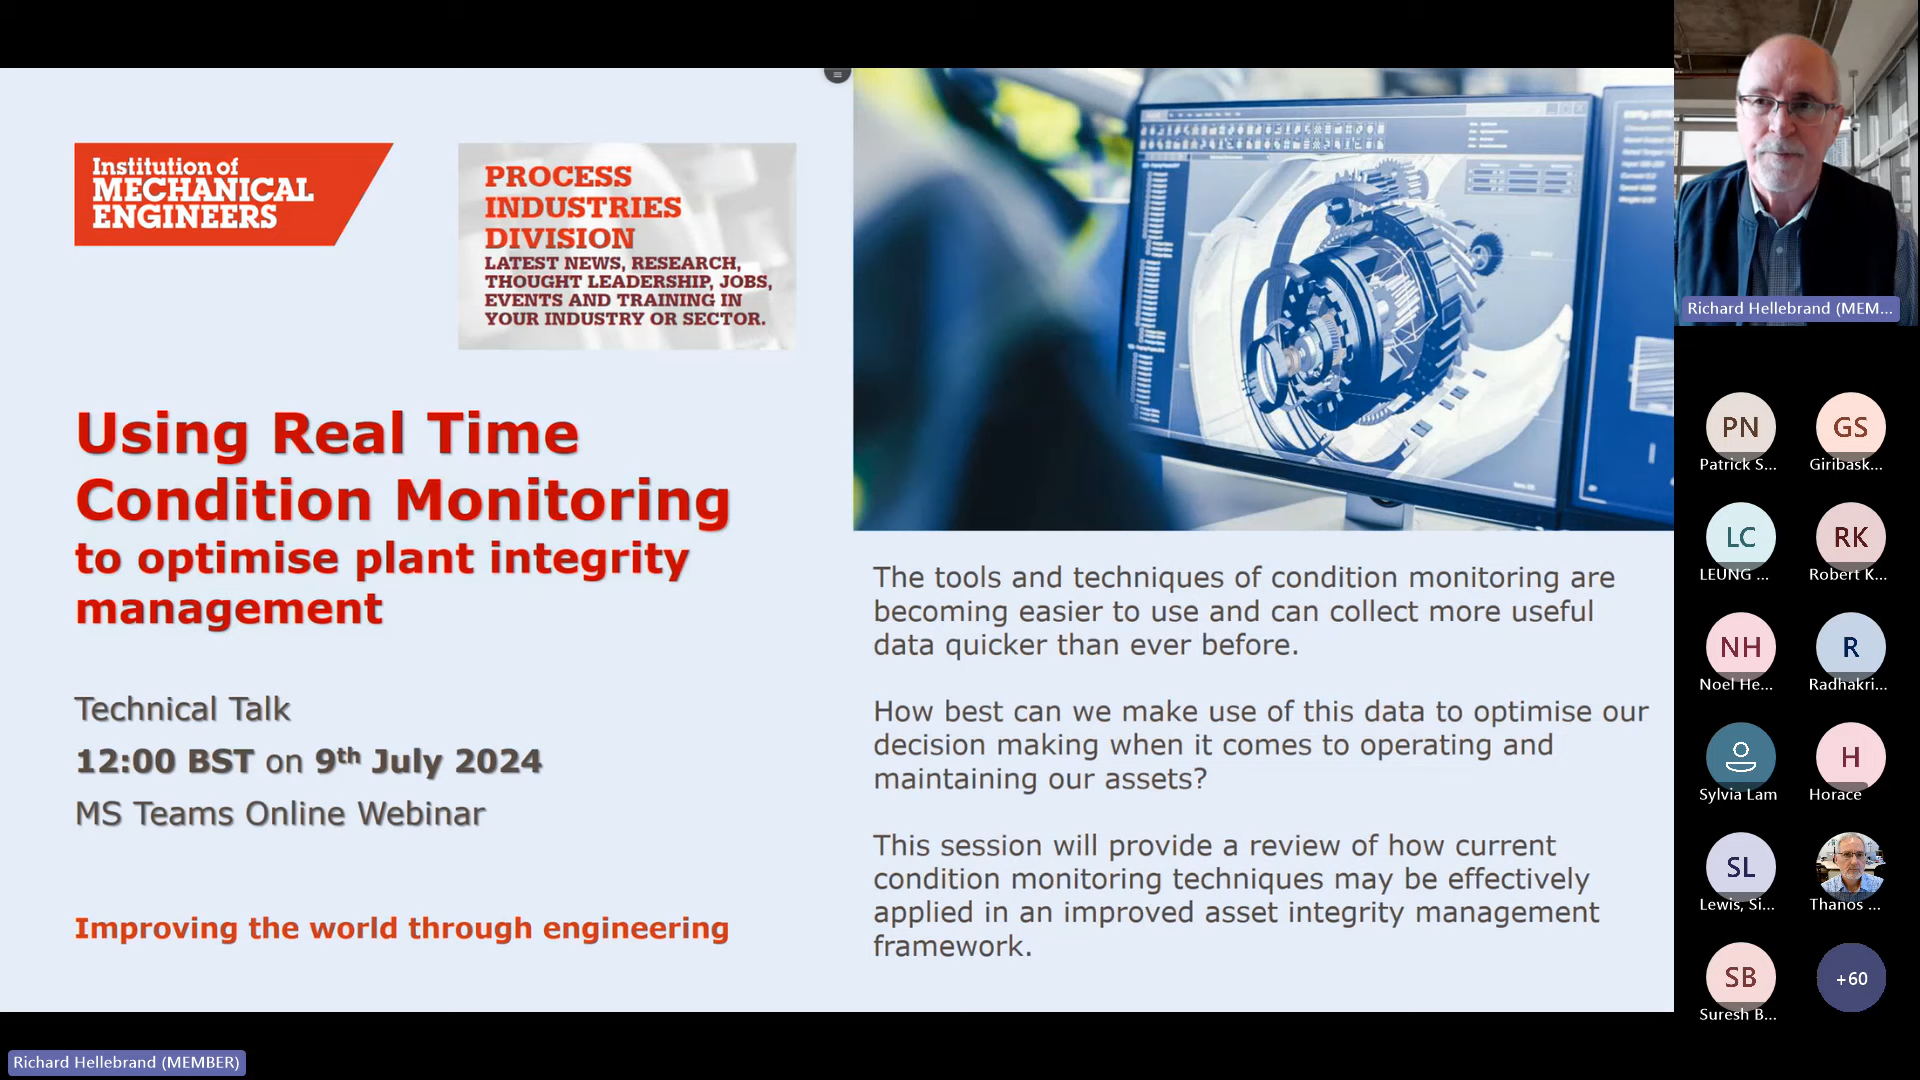 Institution of
MECHANICAL
ENGINEERS
PROCESS
INDUSTRIES
DIVISION
LATEST NEWS, RESEARCH,
THOUGHT LEADERSHIP, JOBS,
EVENTS AND TRAINING IN
YOUR INDUSTRY OR SECTOR.
Using Real Time
Condition Monitoring
to optimise plant integrity
management
Technical Talk
12:00 BST on 9th July 2024
MS Teams Online Webinar
Improving the world through engineering
The tools and techniques of condition monitoring are
becoming easier to use and can collect more useful
data quicker than ever before.
How best can we make use of this data to optimise our
decision making when it comes to operating and
maintaining our assets?
This session will provide a review of how current
condition monitoring techniques may be effectively
applied in an improved asset integrity management
framework.
Richard Hellebrand (MEM...
PN
Patrick S...
GS
Giribask...
LC
LEUNG ...
RK
Robert K...
NH
Noel He...
R
Radhakri...
Sylvia Lam
H
Horace
SL
Lewis, Si...
Thanos ...
SB
Suresh B...
+60
Richard Hellebrand (MEMBER)